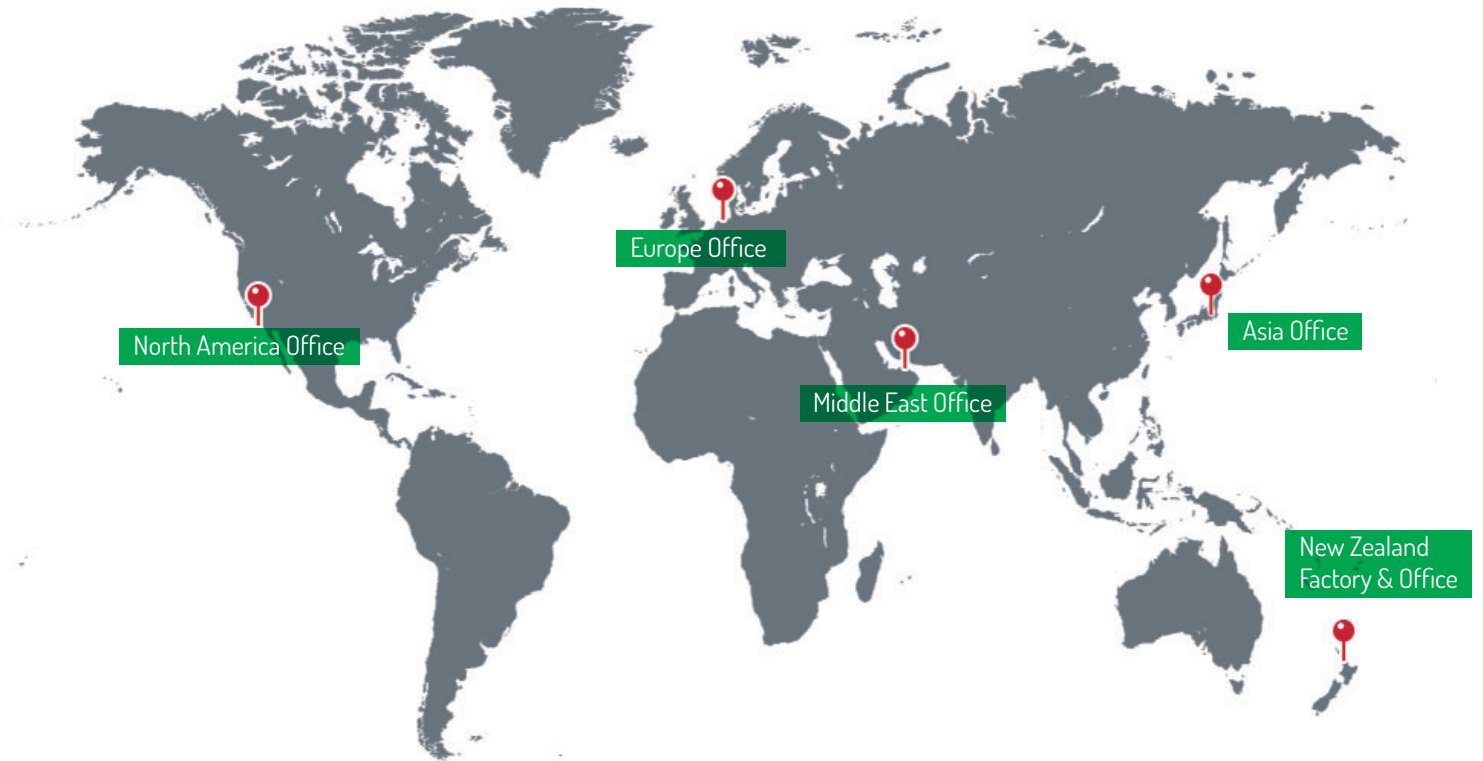 Europe Office
North America Office
Asia Office
Middle East Office
New Zealand
Factory & Office